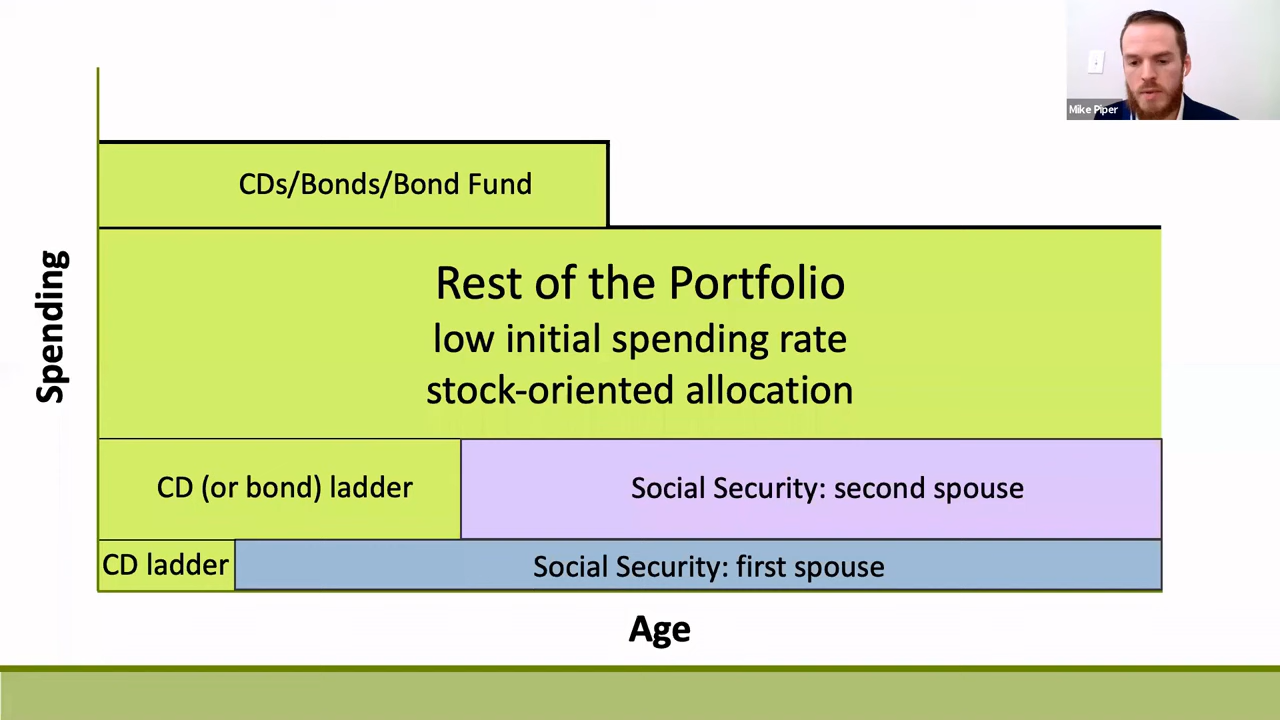 Mike Piper
CDs/Bonds/Bond Fund
Spending
Rest of the Portfolio
low initial spending rate
stock-oriented allocation
CD (or bond) ladder
Social Security: second spouse
CD ladder
Social Security: first spouse
Age